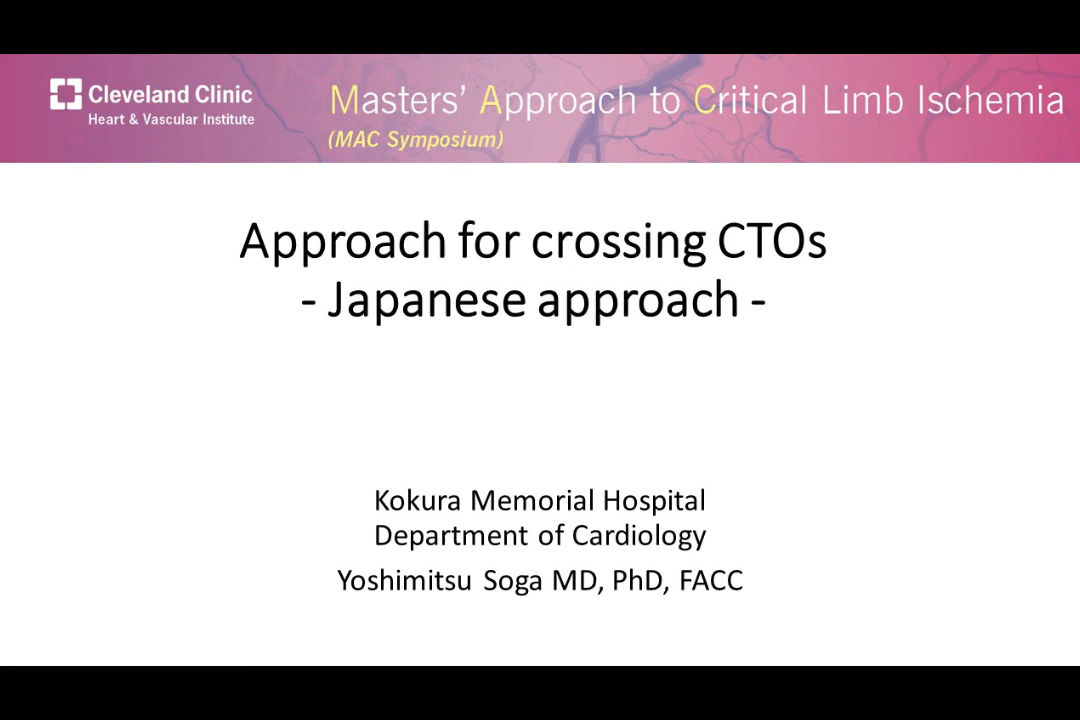 Cleveland Clinic
Heart & Vascular Institute
Masters' Approach to Critical Limb Ischemia
(MAC Symposium)
Approach for crossing CTOs
- Japanese approach -
Kokura Memorial Hospital
Department of Cardiology
Yoshimitsu Soga MD, PhD, FACC